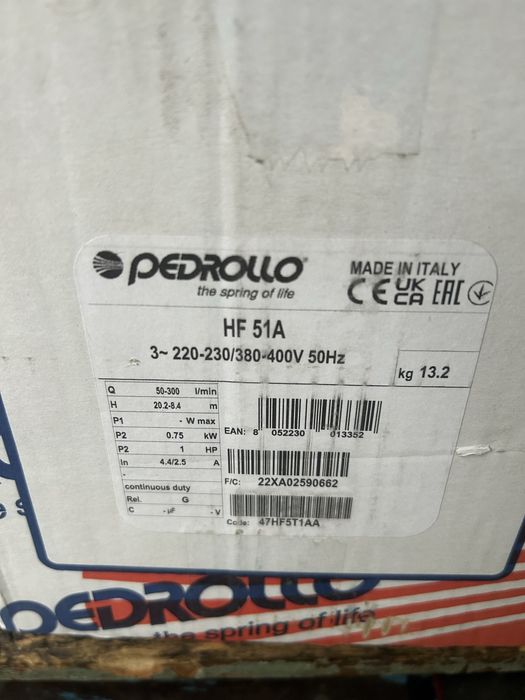 PEDROLLO
the spring of life
MADE IN ITALY
CE UK CA EAC
HF 51A
3~ 220-230/380-400V 50Hz
kg 13.2
Q 50-300 l/min
H 20.2-8.4 m
P1 - W max
P2 0.75 kW
P2 1 HP
In 4.4/2.5 A
-
continuous duty
Rel. G
C -µF -V
EAN: 8 052230 013352
F/C: 22XA02590662
Code: 47HF5T1AA
PEDROLLO
the spring of life